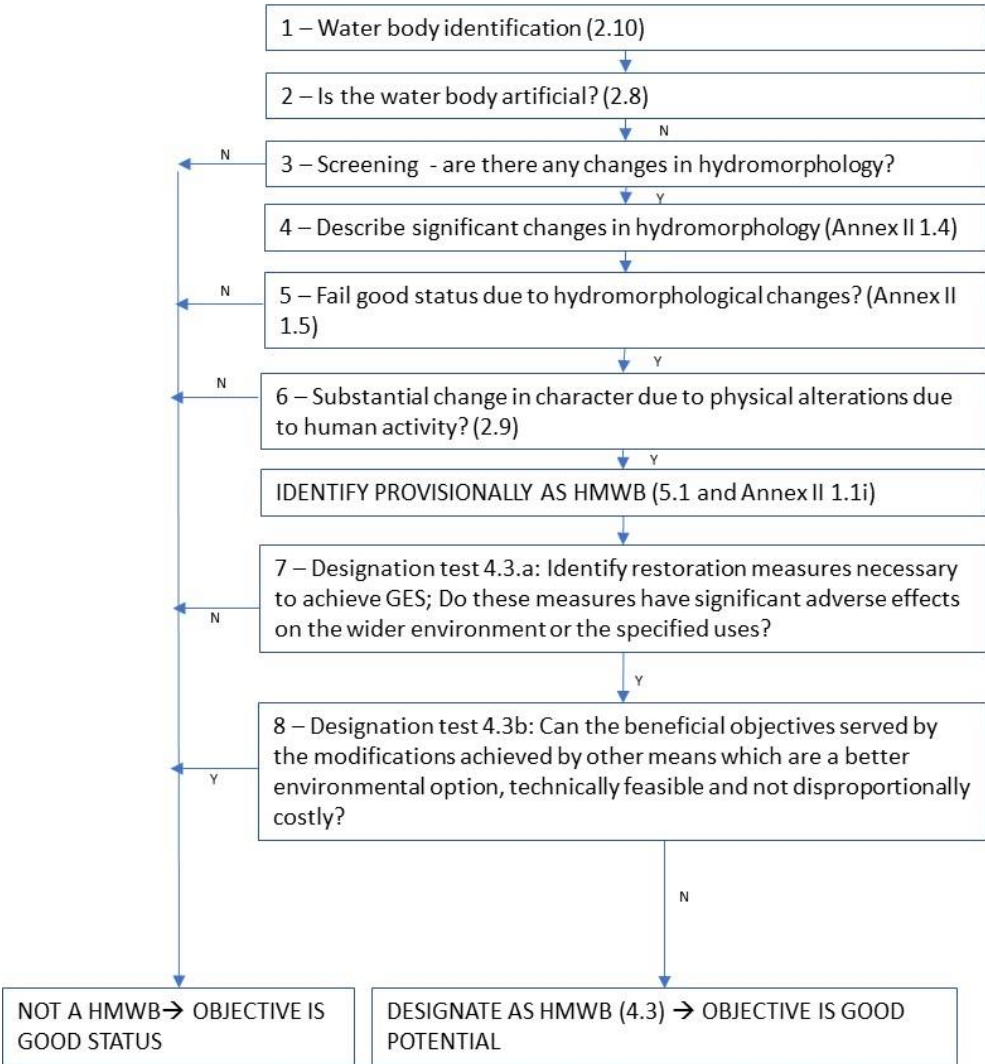 1 – Water body identification (2.10)
2 – Is the water body artificial? (2.8)
N
N
3 – Screening - are there any changes in hydromorphology?
Y
4 – Describe significant changes in hydromorphology (Annex II 1.4)
N
5 – Fail good status due to hydromorphological changes? (Annex II
1.5)
Y
N
6 – Substantial change in character due to physical alterations due
to human activity? (2.9)
Y
IDENTIFY PROVISIONALLY AS HMWB (5.1 and Annex II 1.1i)
7 – Designation test 4.3.a: Identify restoration measures necessary
to achieve GES; Do these measures have significant adverse effects
on the wider environment or the specified uses?
N
Y
8 – Designation test 4.3b: Can the beneficial objectives served by
the modifications achieved by other means which are a better
environmental option, technically feasible and not disproportionally
costly?
Y
N
NOT A HMWB→ OBJECTIVE IS
GOOD STATUS
DESIGNATE AS HMWB (4.3) → OBJECTIVE IS GOOD
POTENTIAL